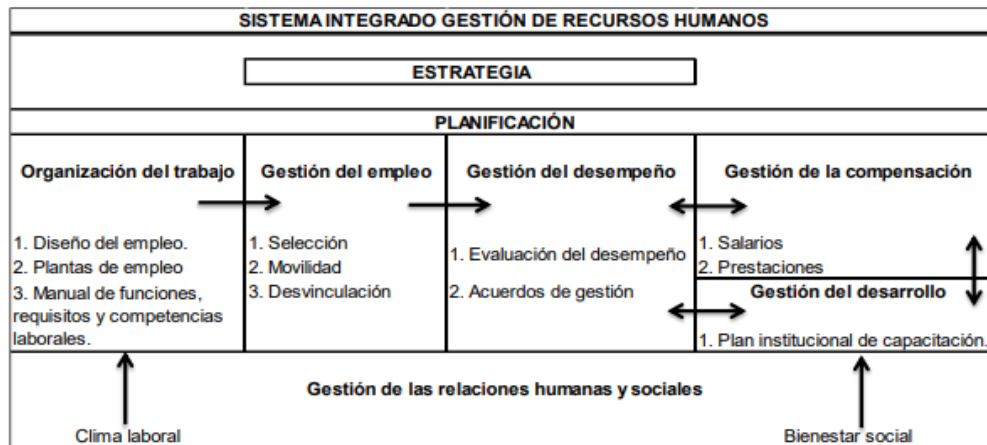 SISTEMA INTEGRADO GESTIÓN DE RECURSOS HUMANOS
ESTRATEGIA
PLANIFICACIÓN
Organización del trabajo
1. Diseño del empleo.
2. Plantas de empleo
3. Manual de funciones,
requisitos y competencias
laborales.
Gestión del empleo
1. Selección
2. Movilidad
3. Desvinculación
Gestión del desempeño
1. Evaluación del desempeño
2. Acuerdos de gestión
Gestión de la compensación
1. Salarios
2. Prestaciones
Gestión del desarrollo
1. Plan institucional de capacitación.
Gestión de las relaciones humanas y sociales
Clima laboral
Bienestar social